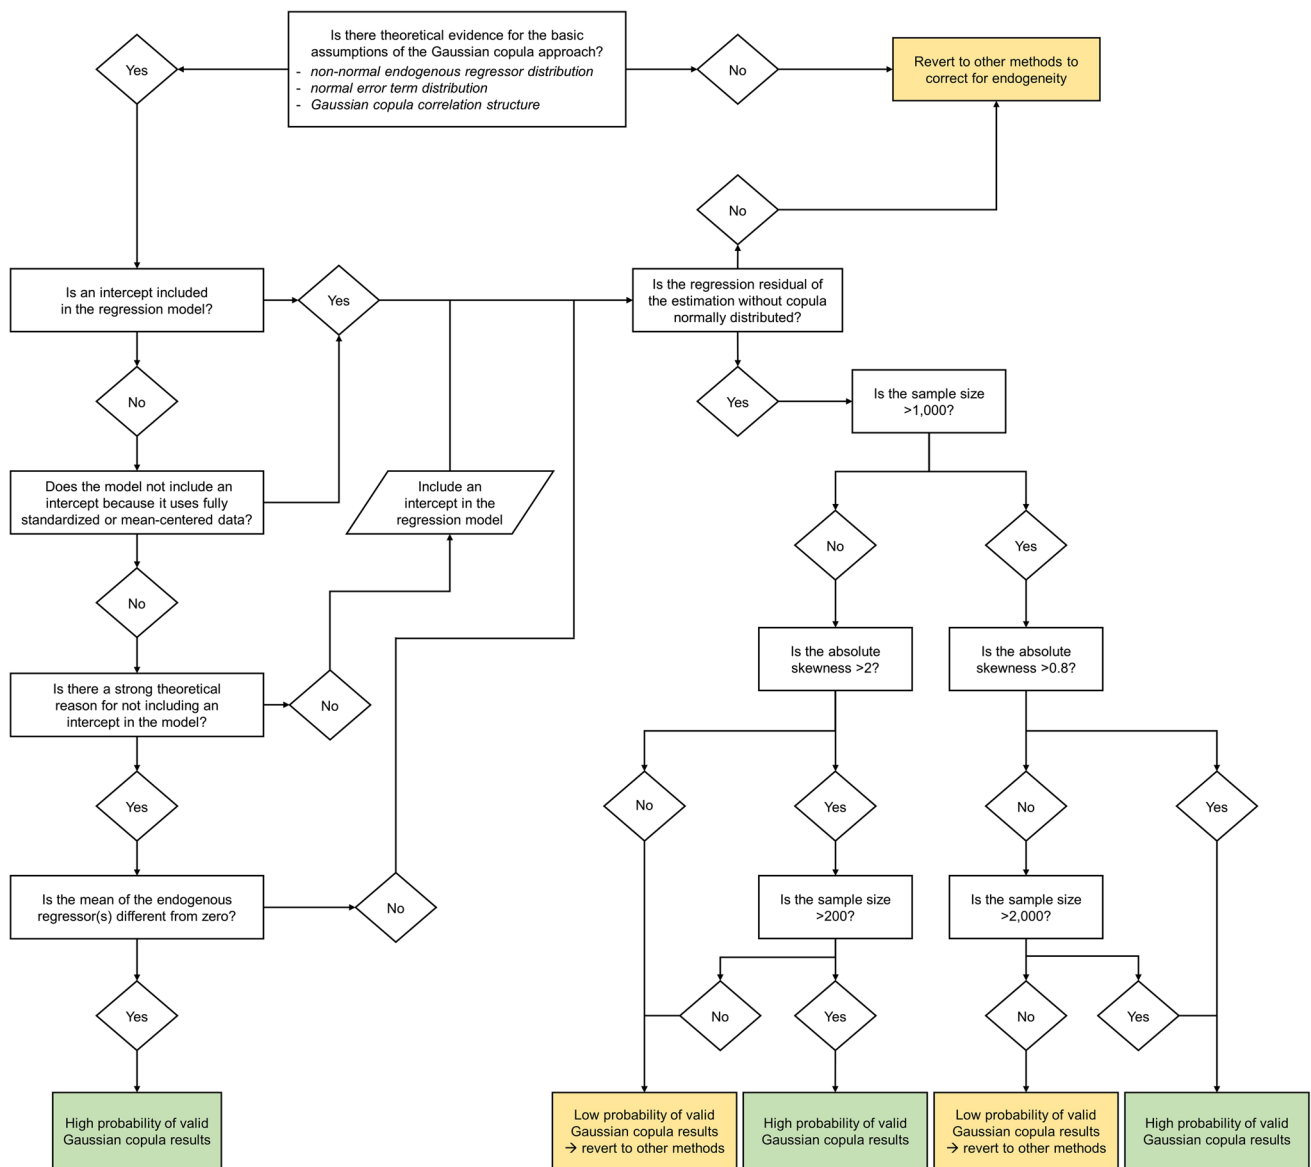 Is there theoretical evidence for the basic
assumptions of the Gaussian copula approach?
- non-normal endogenous regressor distribution
- normal error term distribution
- Gaussian copula correlation structure
Yes
No
Revert to other methods to
correct for endogeneity
No
Is an intercept included
in the regression model?
Yes
Is the regression residual of
the estimation without copula
normally distributed?
No
Yes
Is the sample size
>1,000?
Does the model not include an
intercept because it uses fully
standardized or mean-centered data?
Include an
intercept in the
regression model
No
Yes
No
Is the absolute
skewness >2?
Is the absolute
skewness >0.8?
Is there a strong theoretical
reason for not including an
intercept in the model?
No
Yes
No
Yes
No
Yes
Is the mean of the endogenous
regressor(s) different from zero?
No
Is the sample size
>200?
Is the sample size
>2,000?
Yes
No
Yes
No
Yes
High probability of valid
Gaussian copula results
Low probability of valid
Gaussian copula results
→ revert to other methods
High probability of valid
Gaussian copula results
Low probability of valid
Gaussian copula results
→ revert to other methods
High probability of valid
Gaussian copula results